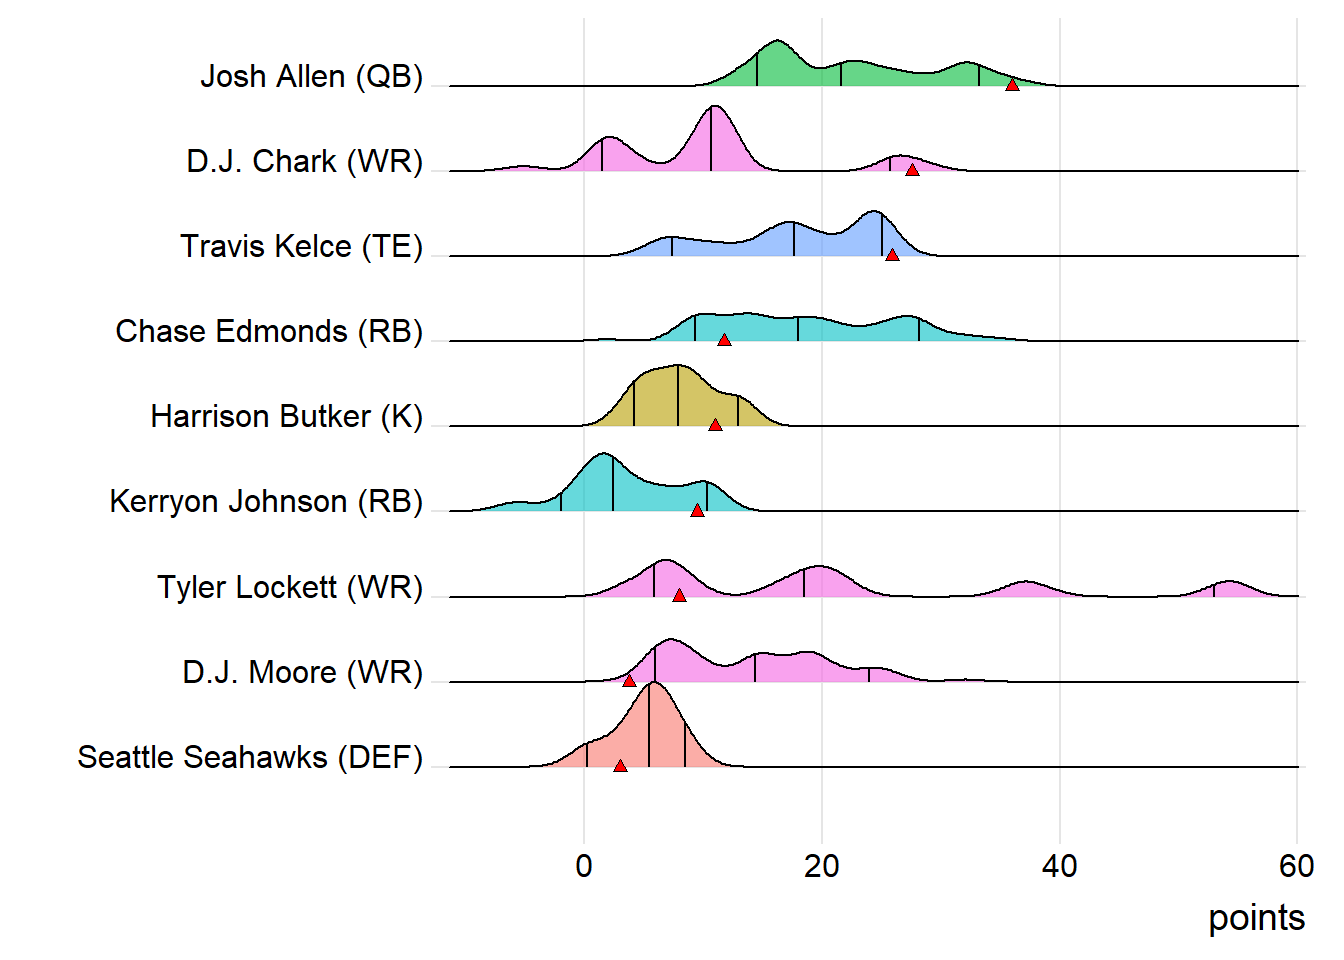 Josh Allen (QB)
D.J. Chark (WR)
Travis Kelce (TE)
Chase Edmonds (RB)
Harrison Butker (K)
Kerryon Johnson (RB)
Tyler Lockett (WR)
D.J. Moore (WR)
Seattle Seahawks (DEF)
0 20 40 60
points